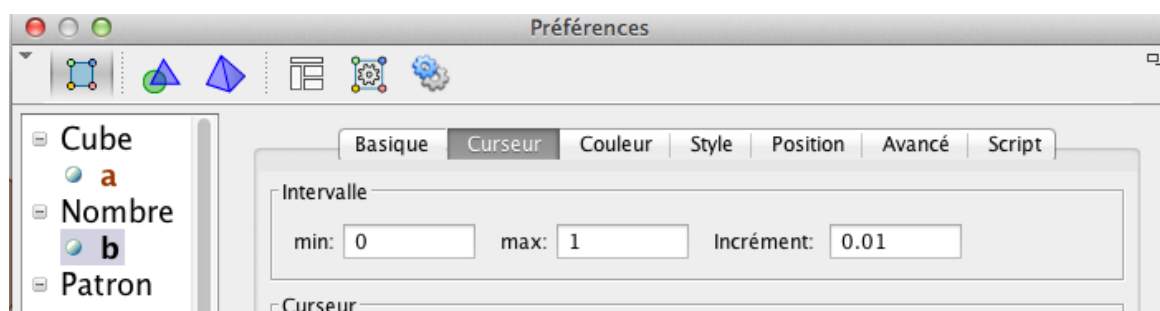 Préférences
Cube
a
Nombre
b
Patron
Basique Curseur Couleur Style Position Avancé Script
Intervalle
min: 0 max: 1 Incrément: 0.01
Curseur